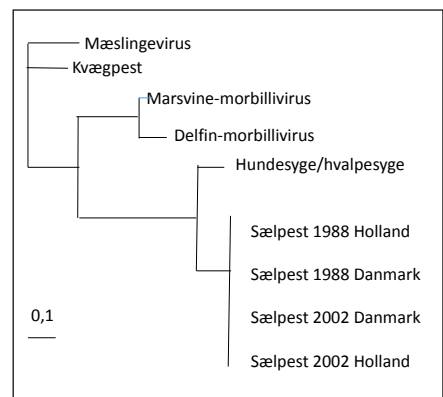 Mæslingevirus
Kvægpest
Marsvine-morbillivirus
Delfin-morbillivirus
Hundesyge/hvalpesyge
Sælpest 1988 Holland
Sælpest 1988 Danmark
Sælpest 2002 Danmark
Sælpest 2002 Holland
0,1